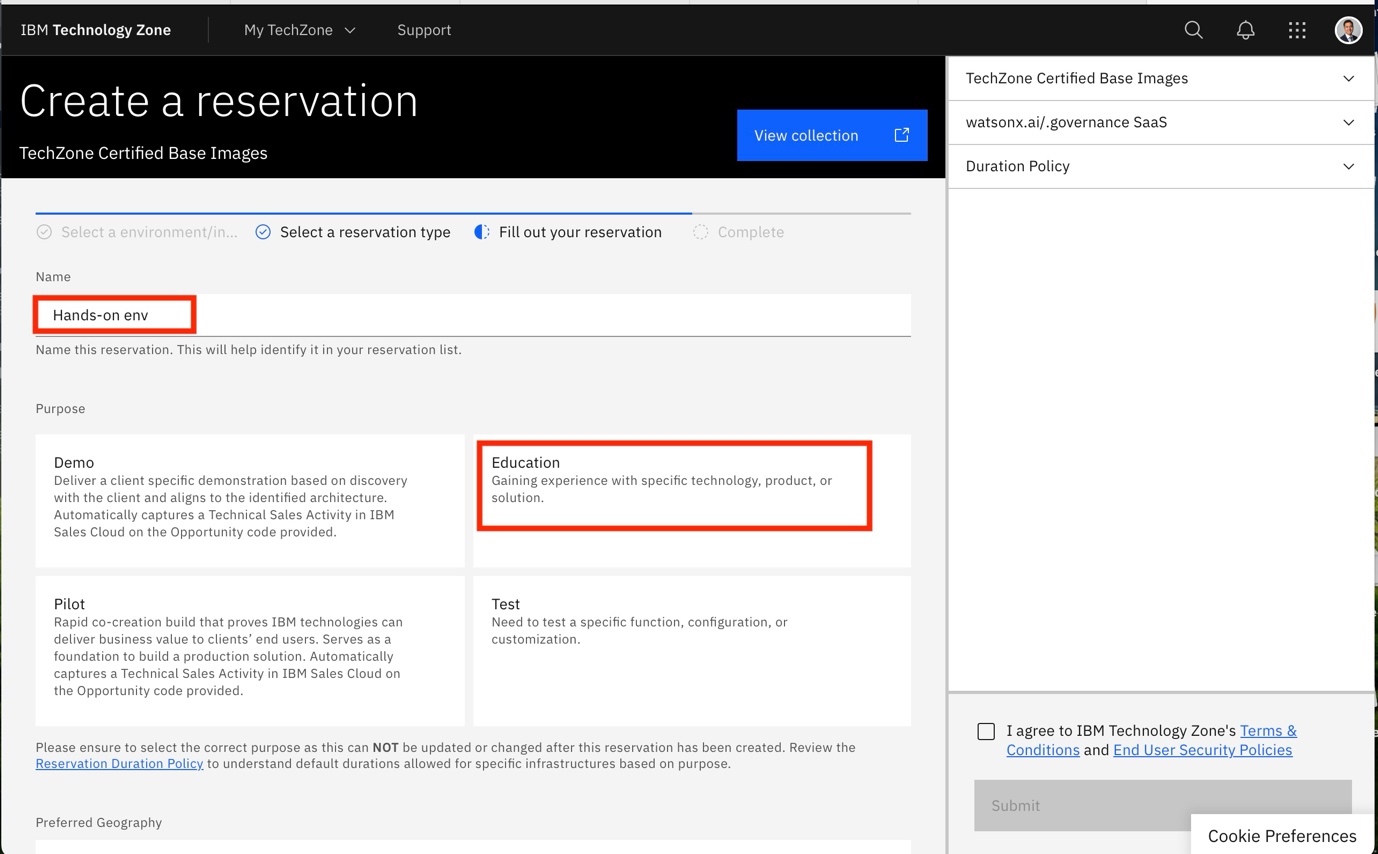 IBM Technology Zone
My TechZone
Support
Create a reservation
TechZone Certified Base Images
View collection
Select a environment/in...
Select a reservation type
Fill out your reservation
Complete
Name
Hands-on env
Name this reservation. This will help identify it in your reservation list.
Purpose
Demo
Deliver a client specific demonstration based on discovery
with the client and aligns to the identified architecture.
Automatically captures a Technical Sales Activity in IBM
Sales Cloud on the Opportunity code provided.
Education
Gaining experience with specific technology, product, or
solution.
Pilot
Rapid co-creation build that proves IBM technologies can
deliver business value to clients’ end users. Serves as a
foundation to build a production solution. Automatically
captures a Technical Sales Activity in IBM Sales Cloud on
the Opportunity code provided.
Test
Need to test a specific function, configuration, or
customization.
Please ensure to select the correct purpose as this can NOT be updated or changed after this reservation has been created. Review the
Reservation Duration Policy to understand default durations allowed for specific infrastructures based on purpose.
Preferred Geography
TechZone Certified Base Images
watsonx.ai/.governance SaaS
Duration Policy
I agree to IBM Technology Zone's Terms &
Conditions and End User Security Policies
Submit
Cookie Preferences